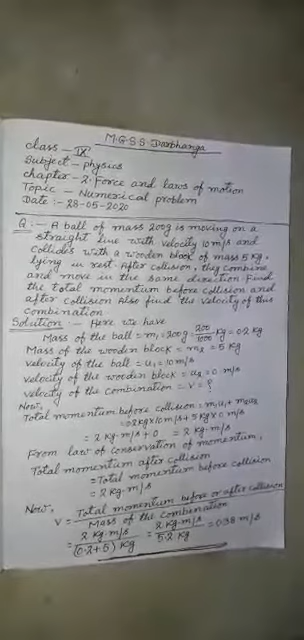 M.G.S.S Darbhanga
class - IX
Subject - physics
chapter - 2. Force and laws of motion
Topic - Numerical problem
Date :- 28-05-2020
Q. :- A ball of mass 200g is moving on a
straight line with velocity 10 m/s and
collides with a wooden block of mass 5 kg,
lying in rest. After collision, they combine
and move in the same direction. Find
the total momentum before collision and
after collision. Also find the velocity of this
combination.
Solution :- Here we have
Mass of the ball = m₁ = 200g = 200/1000 kg = 0.2 kg
Mass of the wooden block = m₂ = 5 kg
velocity of the ball = u₁ = 10 m/s
velocity of the wooden block = u₂ = 0 m/s
velocity of the combination = v = ?
Now,
Total momentum before collision = m₁u₁ + m₂u₂
= 0.2 kg x 10 m/s + 5 kg x 0 m/s
= 2 kg. m/s + 0 = 2 kg. m/s
From law of conservation of momentum,
Total momentum after collision
= Total momentum before collision
= 2 kg. m/s
Now,
v = Total momentum before or after collision / Mass of the combination
= 2 kg. m/s / (0.2 + 5) kg = 2 kg. m/s / 5.2 kg = 0.38 m/s